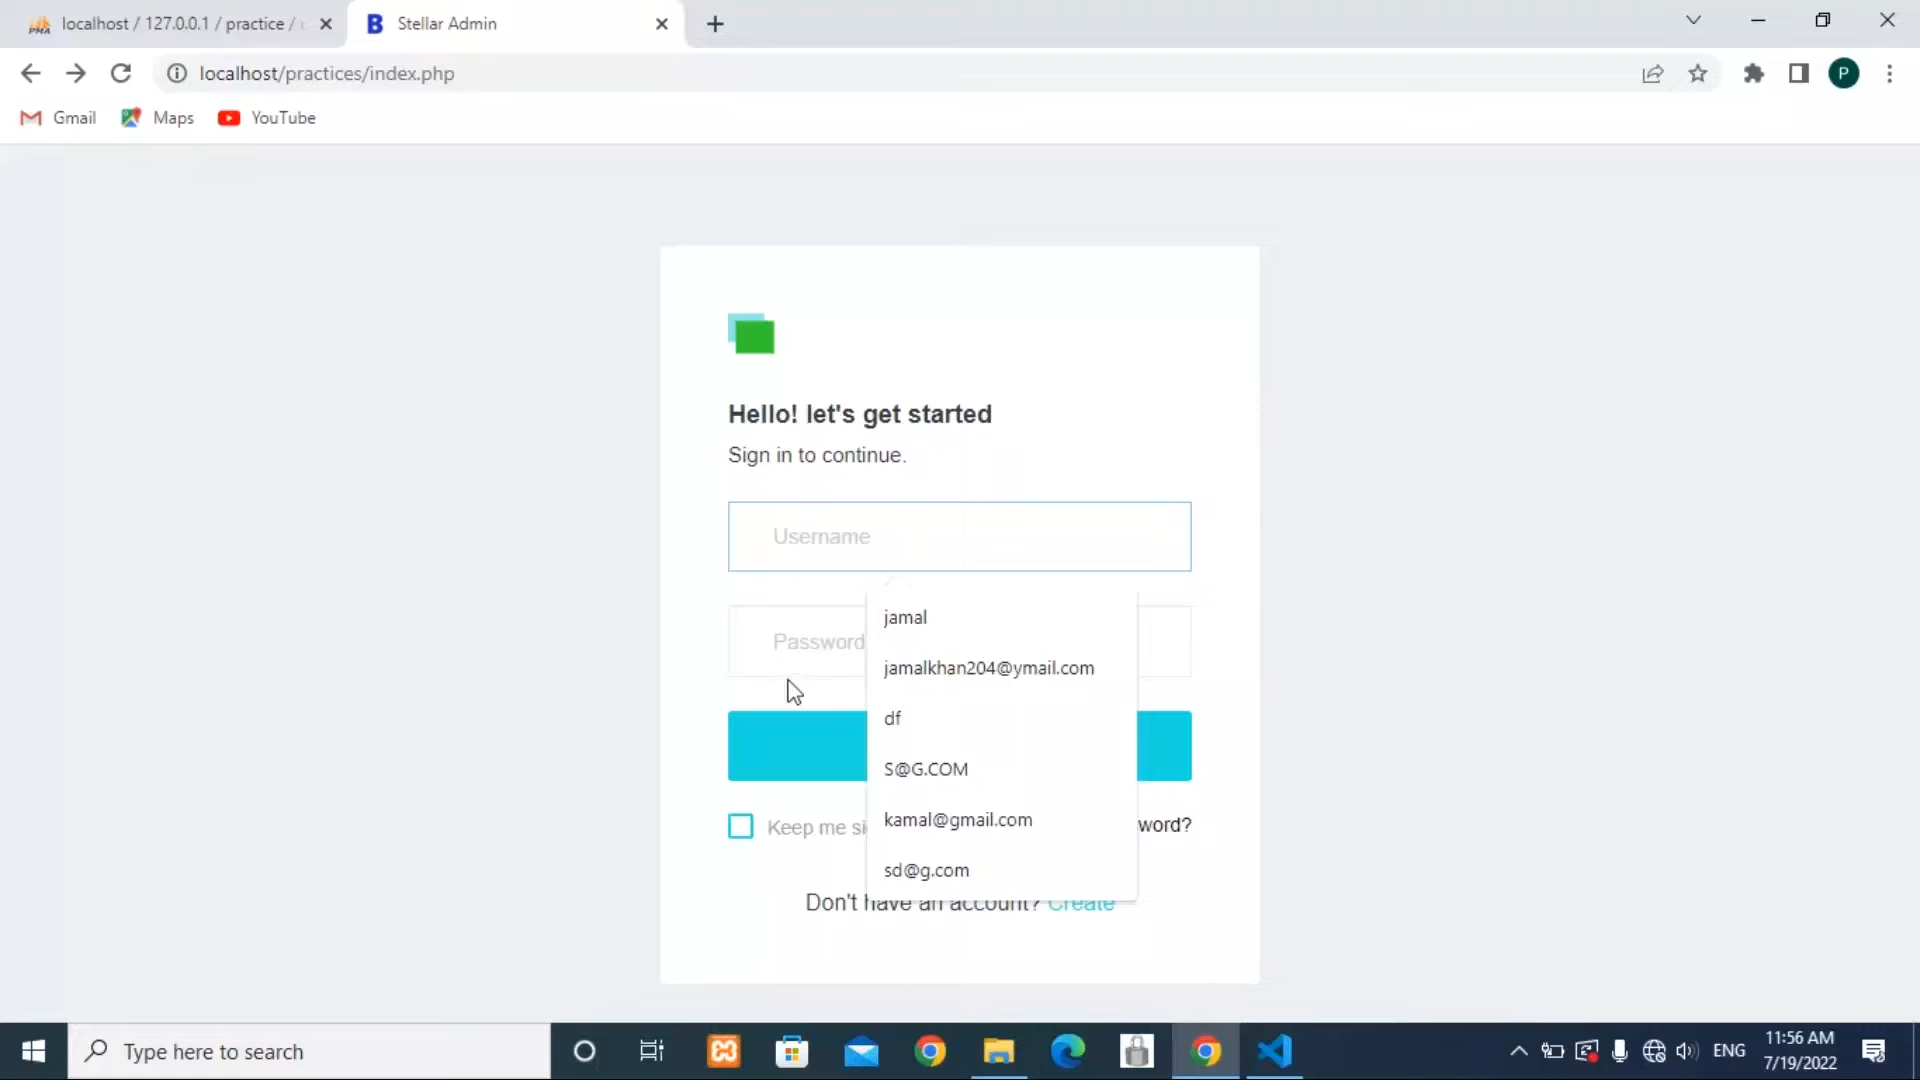 localhost / 127.0.0.1 / practice /
Stellar Admin
localhost/practices/index.php
P
Gmail
Maps
YouTube
Hello! let's get started
Sign in to continue.
Username
Password
jamal
jamalkhan204@ymail.com
df
S@G.COM
kamal@gmail.com
sd@g.com
Keep me si
word?
Don't have an account? Create
Type here to search
ENG
11:56 AM
7/19/2022